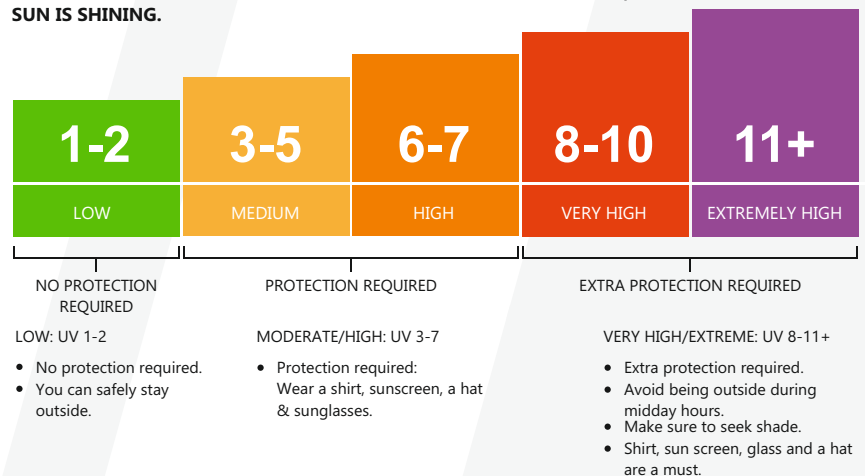 SUN IS SHINING.
1-2
3-5
6-7
8-10
11+
LOW
MEDIUM
HIGH
VERY HIGH
EXTREMELY HIGH
NO PROTECTION
REQUIRED
PROTECTION REQUIRED
EXTRA PROTECTION REQUIRED
LOW: UV 1-2
• No protection required.
• You can safely stay
outside.
MODERATE/HIGH: UV 3-7
• Protection required:
Wear a shirt, sunscreen, a hat
& sunglasses.
VERY HIGH/EXTREME: UV 8-11+
• Extra protection required.
• Avoid being outside during
midday hours.
• Make sure to seek shade.
• Shirt, sun screen, glass and a hat
are a must.